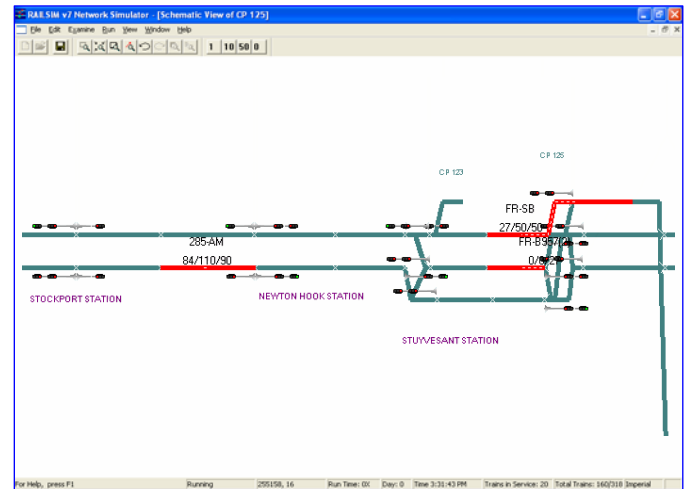 RAILSIM v7 Network Simulator - [Schematic View of CP 125]
File Edit Examine Run View Window Help
1 10 50 0
CP 125
CP 123
FR-SB
27/50/50
285-AM
84/110/90
STOCKPORT STATION
NEWTON HOOK STATION
STUYVESANT STATION
For Help, press F1 Running 255158, 16 Run Time: 0X Day: 0 Time 3:31:43 PM Trains in Service: 20 Total Trains: 160/318 Imperial